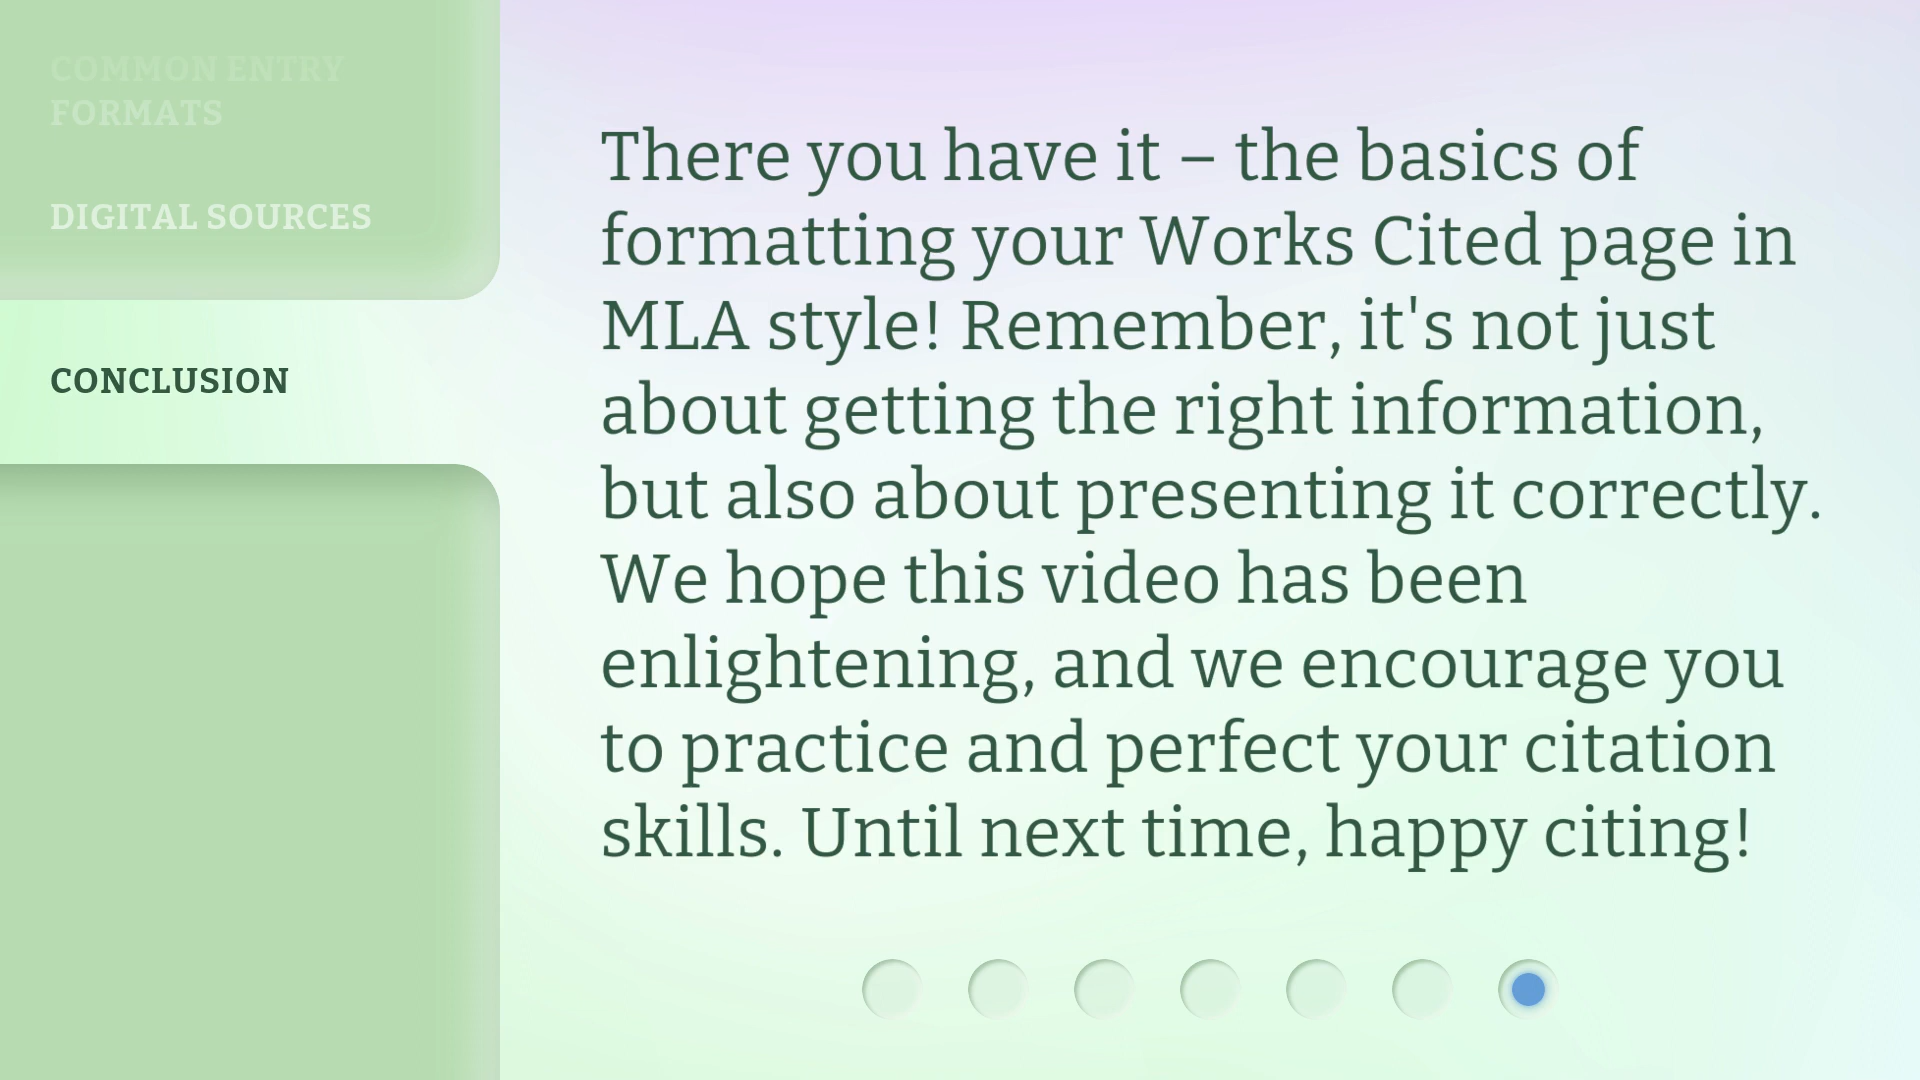 COMMON ENTRY
FORMATS
DIGITAL SOURCES
CONCLUSION
There you have it – the basics of
formatting your Works Cited page in
MLA style! Remember, it's not just
about getting the right information,
but also about presenting it correctly.
We hope this video has been
enlightening, and we encourage you
to practice and perfect your citation
skills. Until next time, happy citing!